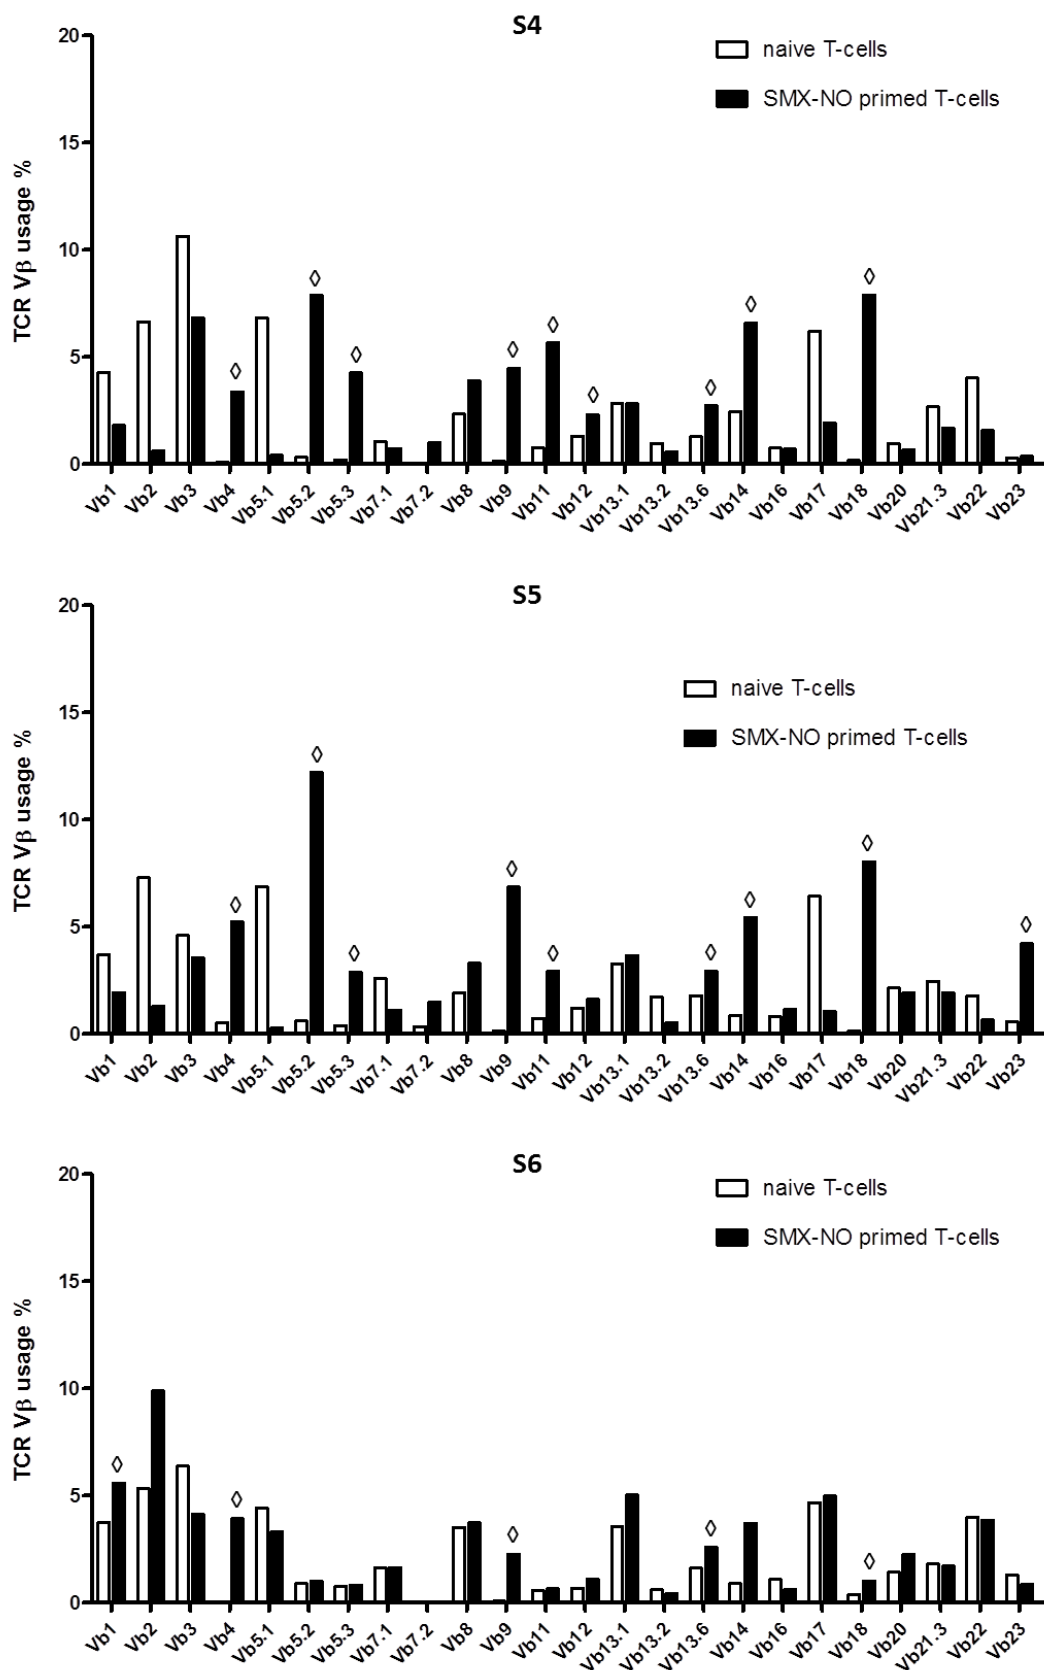 S4
naive T-cells
SMX-NO primed T-cells
TCR Vβ usage %
20
15
10
5
0
Vb1 Vb2 Vb3 Vb4 Vb5.1 Vb5.2 Vb5.3 Vb7.1 Vb7.2 Vb8 Vb9 Vb11 Vb12 Vb13.1 Vb13.2 Vb13.6 Vb14 Vb16 Vb17 Vb18 Vb20 Vb21.3 Vb22 Vb23
S5
naive T-cells
SMX-NO primed T-cells
TCR Vβ usage %
20
15
10
5
0
Vb1 Vb2 Vb3 Vb4 Vb5.1 Vb5.2 Vb5.3 Vb7.1 Vb7.2 Vb8 Vb9 Vb11 Vb12 Vb13.1 Vb13.2 Vb13.6 Vb14 Vb16 Vb17 Vb18 Vb20 Vb21.3 Vb22 Vb23
S6
naive T-cells
SMX-NO primed T-cells
TCR Vβ usage %
20
15
10
5
0
Vb1 Vb2 Vb3 Vb4 Vb5.1 Vb5.2 Vb5.3 Vb7.1 Vb7.2 Vb8 Vb9 Vb11 Vb12 Vb13.1 Vb13.2 Vb13.6 Vb14 Vb16 Vb17 Vb18 Vb20 Vb21.3 Vb22 Vb23